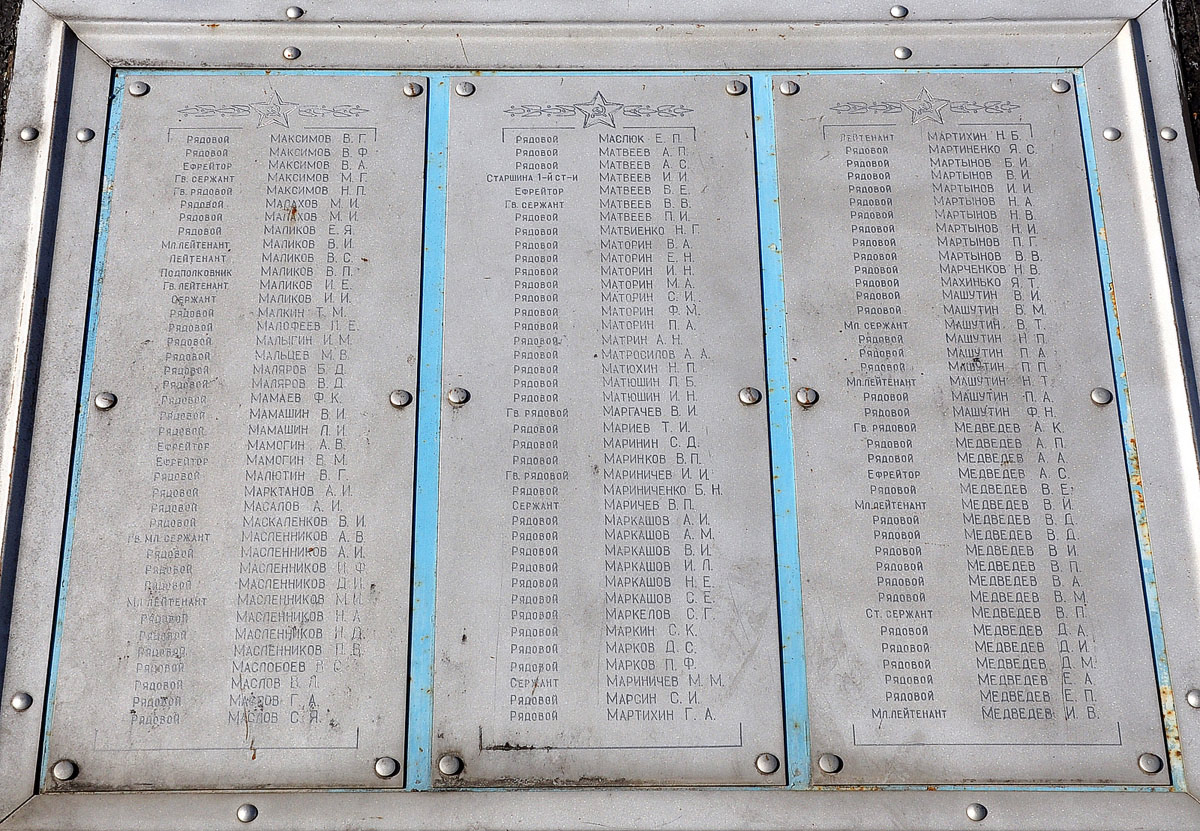 Рядовой Максимов В. Г.
Рядовой Максимов В. Ф.
Ефрейтор Максимов В. А.
Гв. сержант Максимов М. Г.
Гв. рядовой Максимов Н. П.
Рядовой Малахов М. И.
Рядовой Малахов М. И.
Рядовой Маликов Е. Я.
Мл. лейтенант Маликов В. И.
Лейтенант Маликов В. С.
Подполковник Маликов В. П.
Гв. лейтенант Маликов И. Е.
Сержант Маликов И. И.
Рядовой Малкин Т. М.
Рядовой Малофеев П. Е.
Рядовой Малыгин И. М.
Рядовой Мальцев М. В.
Рядовой Маляров Б. Д.
Рядовой Маляров В. Д.
Рядовой Мамаев Ф. К.
Рядовой Мамашин В. И.
Рядовой Мамашин Л. И.
Ефрейтор Мамогин А. В.
Ефрейтор Мамогин В. М.
Рядовой Малютин В. Г.
Рядовой Марктанов А. И.
Рядовой Масалов А. И.
Рядовой Маскаленков В. И.
Гв. мл. сержант Масленников А. В.
Рядовой Масленников А. И.
Рядовой Масленников И. Ф.
Рядовой Масленников Д. И.
Мл. лейтенант Масленников М. И.
Рядовой Масленников Н. А.
Рядовой Масленников Н. Д.
Рядовой Масленников П. В.
Рядовой Маслобоев С.
Рядовой Маслов В. Л.
Рядовой Маслов Г. А.
Рядовой Маслов С. Я.
Рядовой Маслюк Е. П.
Рядовой Матвеев А. П.
Рядовой Матвеев А. С.
Старшина 1-й ст-и Матвеев И. И.
Ефрейтор Матвеев Б. Е.
Гв. сержант Матвеев В. В.
Рядовой Матвеев П. И.
Рядовой Матвиенко Н. Г.
Рядовой Маторин В. А.
Рядовой Маторин Е. Н.
Рядовой Маторин И. Н.
Рядовой Маторин М. А.
Рядовой Маторин С. И.
Рядовой Маторин Ф. М.
Рядовой Маторин П. А.
Рядовой Матрин А. Н.
Рядовой Матросилов А. А.
Рядовой Матюхин Н. П.
Рядовой Матюшин П. Б.
Рядовой Матюшин И. Н.
Гв. рядовой Маргачев В. И.
Рядовой Мариев Т. И.
Рядовой Маринин С. Д.
Рядовой Маринков В. П.
Гв. рядовой Мариничев И. И.
Рядовой Мариниченко Б. Н.
Сержант Маричев В. П.
Рядовой Маркашов А. И.
Рядовой Маркашов А. М.
Рядовой Маркашов В. И.
Рядовой Маркашов И. Л.
Рядовой Маркашов Н. Е.
Рядовой Маркашов С. Е.
Рядовой Маркелов С. Г.
Рядовой Маркин С. К.
Рядовой Марков Д. С.
Рядовой Марков П. Ф.
Сержант Мариничев М. М.
Рядовой Марсин С. И.
Рядовой Мартихин Г. А.
Лейтенант Мартихин Н. Б.
Рядовой Мартиненко Я. С.
Рядовой Мартынов Б. И.
Рядовой Мартынов В. И.
Рядовой Мартынов И. И.
Рядовой Мартынов Н. А.
Рядовой Мартынов Н. В.
Рядовой Мартынов Н. И.
Рядовой Мартынов П. Г.
Рядовой Мартынов В. В.
Рядовой Марченков Н. В.
Рядовой Махинько Я. Т.
Рядовой Машутин В. И.
Рядовой Машутин В. М.
Мл. сержант Машутин В. Т.
Рядовой Машутин Н. П.
Рядовой Машутин П. А.
Рядовой Машутин П. П.
Мл. лейтенант Машутин Н. Т.
Рядовой Машутин П. А.
Рядовой Машутин Ф. Н.
Гв. рядовой Медведев А. К.
Рядовой Медведев А. П.
Рядовой Медведев А. А.
Ефрейтор Медведев А. С.
Рядовой Медведев В. Е.
Мл. лейтенант Медведев В. И.
Рядовой Медведев В. Д.
Рядовой Медведев В. Д.
Рядовой Медведев В. И.
Рядовой Медведев В. П.
Рядовой Медведев В. А.
Рядовой Медведев В. М.
Ст. сержант Медведев В. П.
Рядовой Медведев Д. А.
Рядовой Медведев Д. И.
Рядовой Медведев Д. М.
Рядовой Медведев Е. А.
Рядовой Медведев Е. П.
Мл. лейтенант Медведев И. В.